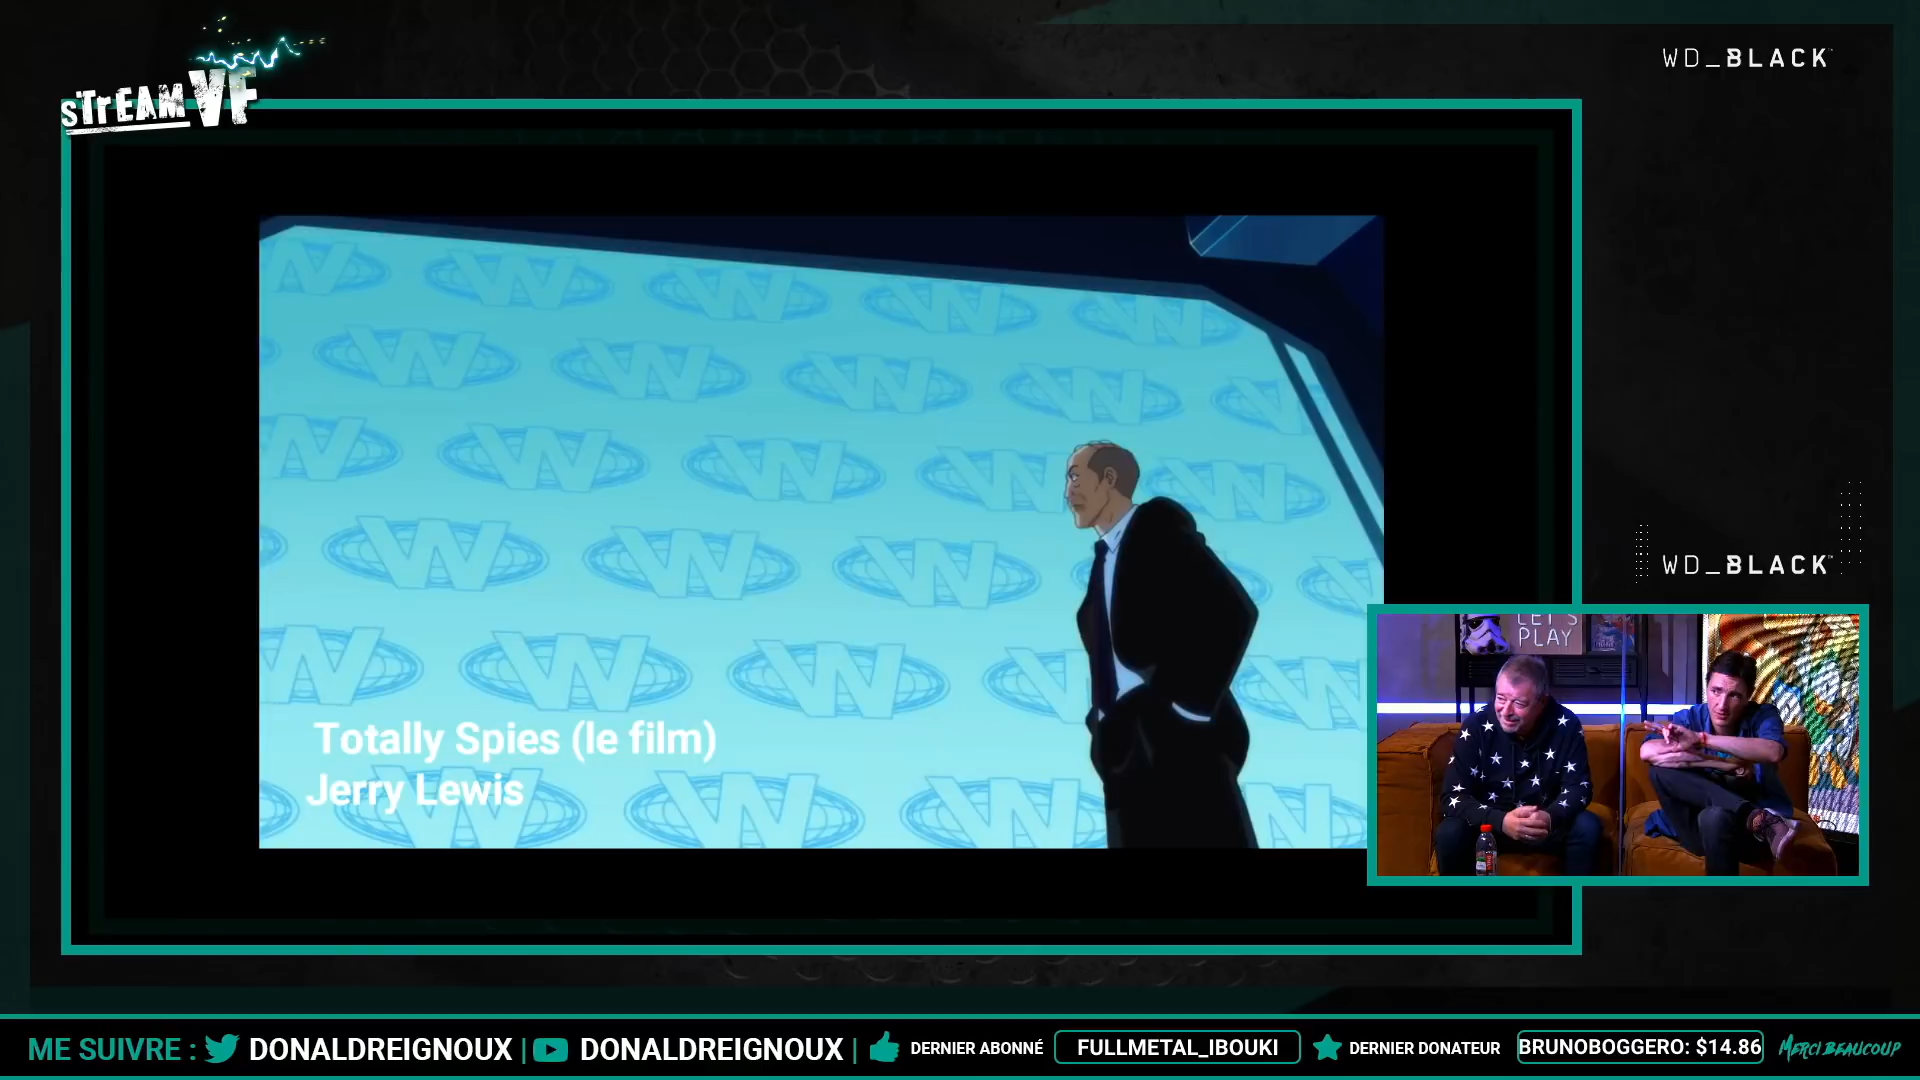 STrEAM VF
WD_BLACK
Totally Spies (le film)
Jerry Lewis
WD_BLACK
LET'S
PLAY
ME SUIVRE : DONALDREIGNOUX | DONALDREIGNOUX | DERNIER ABONNÉ FULLMETAL_IBOUKI DERNIER DONATEUR BRUNOBOGGERO: $14.86 MERCI BEAUCOUP